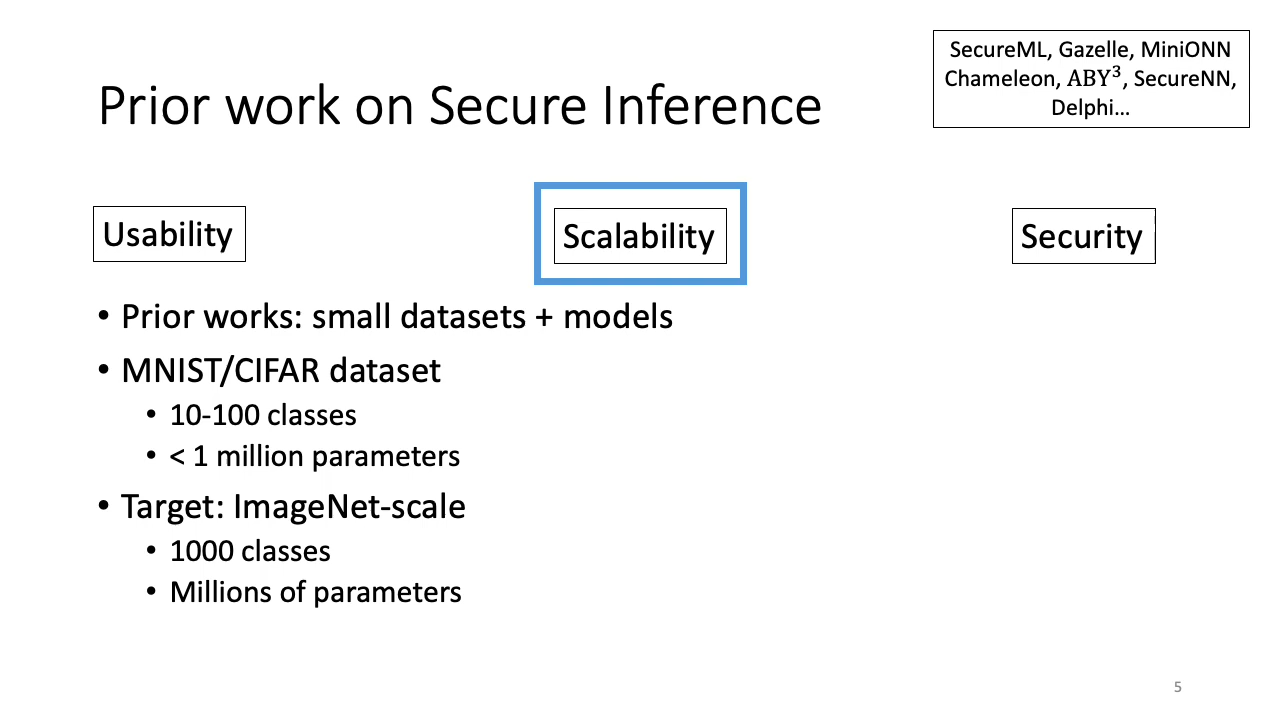 SecureML, Gazelle, MiniONN
Chameleon, ABY³, SecureNN,
Delphi…
Prior work on Secure Inference
Usability
Scalability
Security
• Prior works: small datasets + models
• MNIST/CIFAR dataset
• 10-100 classes
• < 1 million parameters
• Target: ImageNet-scale
• 1000 classes
• Millions of parameters
5